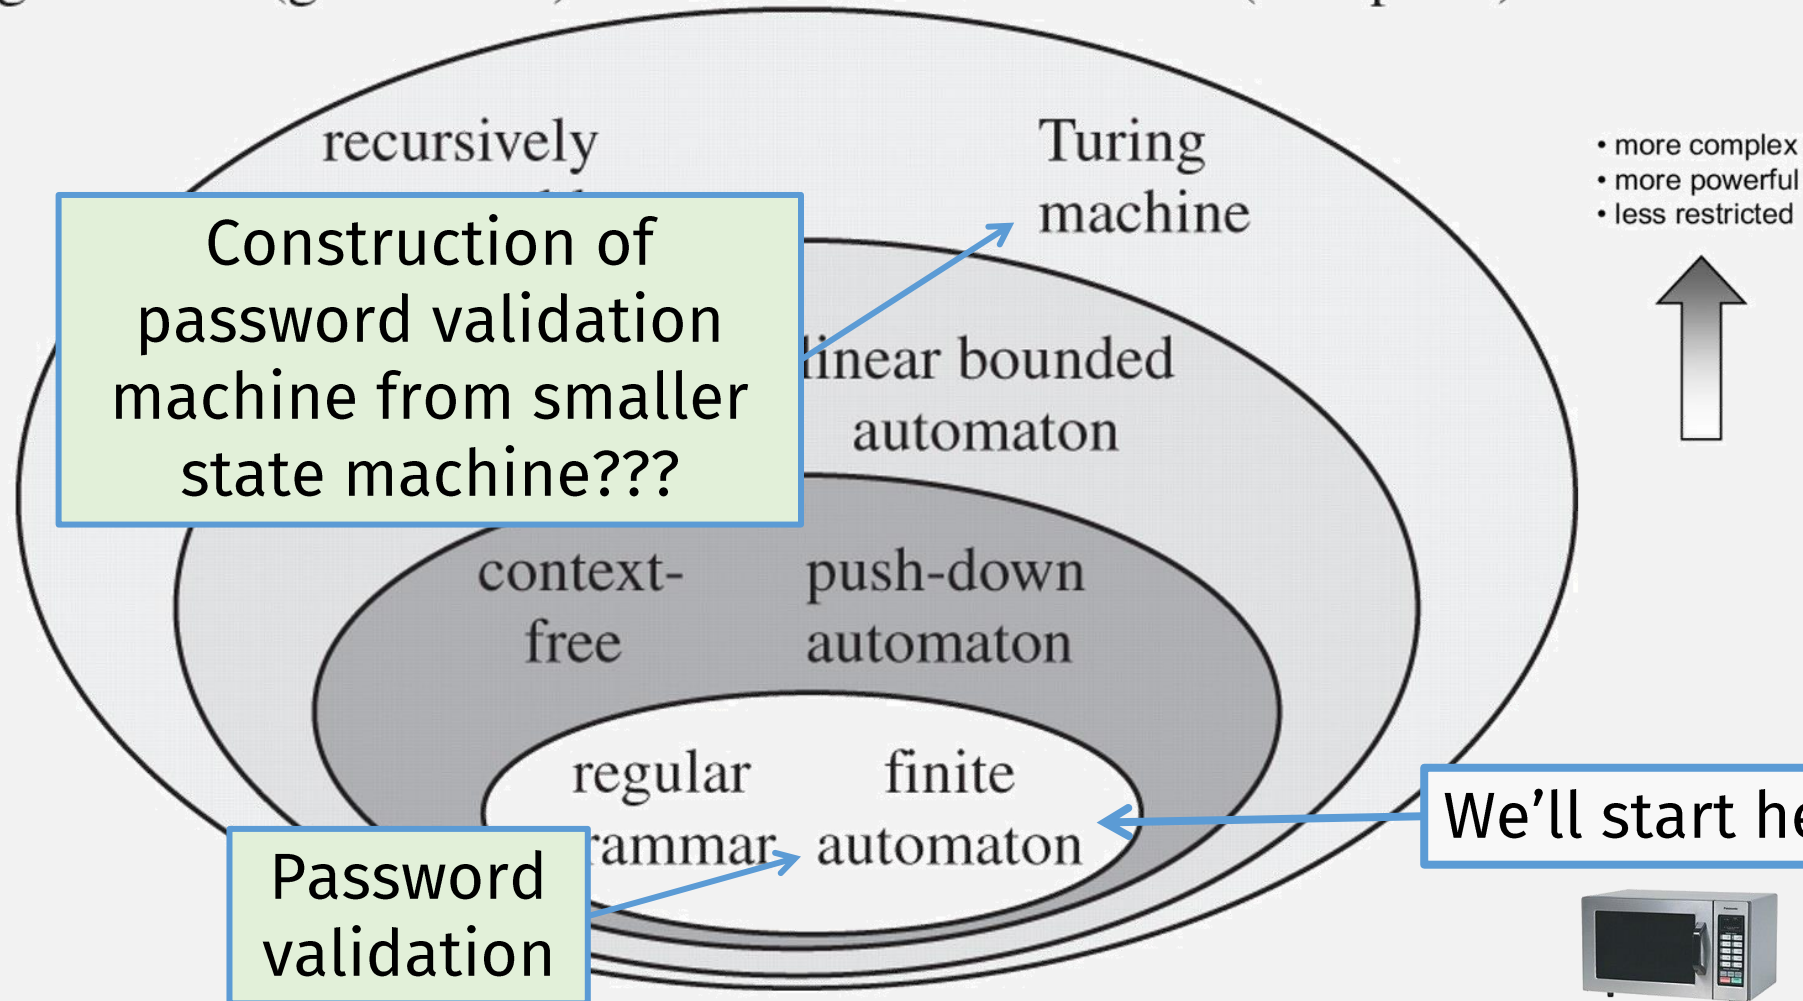 recursively
Turing
machine
• more complex
• more powerful
• less restricted
Construction of
password validation
machine from smaller
state machine???
linear bounded
automaton
context-
free
push-down
automaton
regular
rammar
finite
automaton
We’ll start he
Password
validation